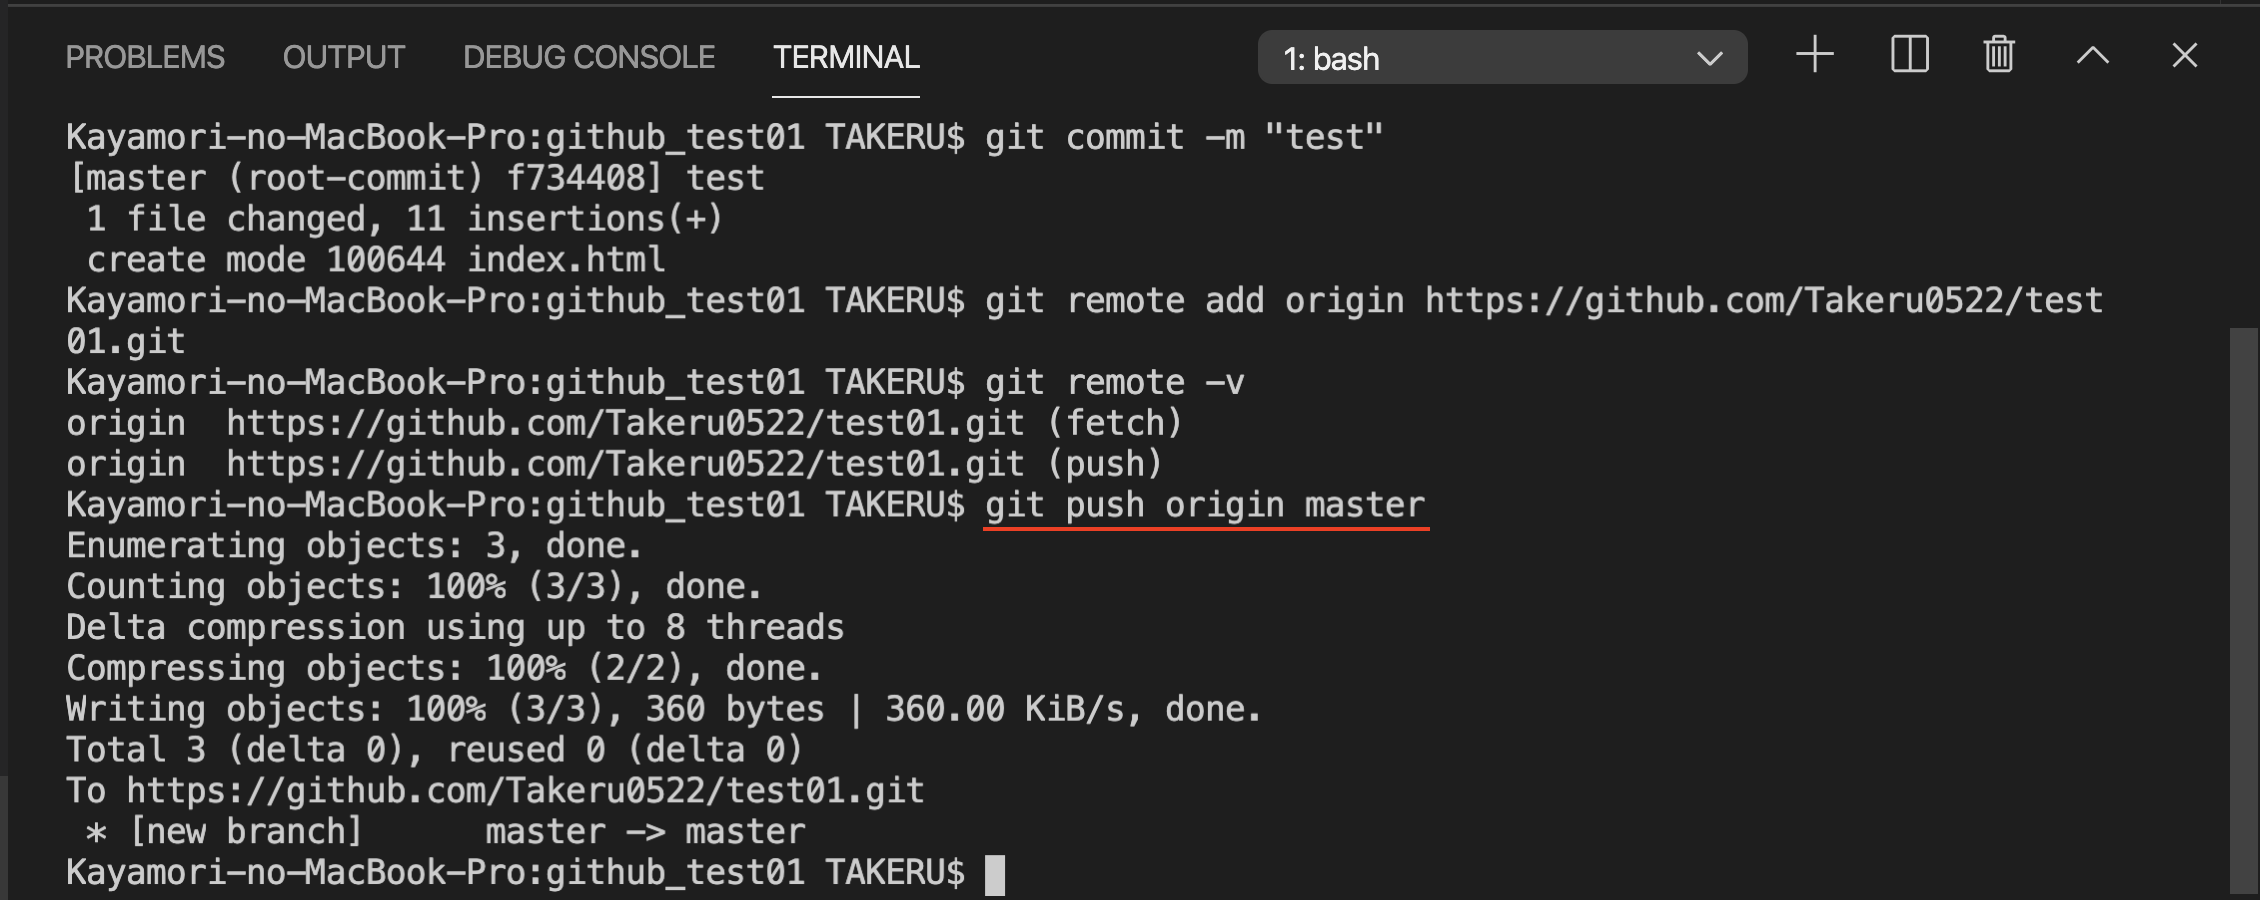 PROBLEMS OUTPUT DEBUG CONSOLE TERMINAL 1: bash
Kayamori-no-MacBook-Pro:github_test01 TAKERU$ git commit -m "test"
[master (root-commit) f734408] test
 1 file changed, 11 insertions(+)
 create mode 100644 index.html
Kayamori-no-MacBook-Pro:github_test01 TAKERU$ git remote add origin https://github.com/Takeru0522/test
01.git
Kayamori-no-MacBook-Pro:github_test01 TAKERU$ git remote -v
origin  https://github.com/Takeru0522/test01.git (fetch)
origin  https://github.com/Takeru0522/test01.git (push)
Kayamori-no-MacBook-Pro:github_test01 TAKERU$ git push origin master
Enumerating objects: 3, done.
Counting objects: 100% (3/3), done.
Delta compression using up to 8 threads
Compressing objects: 100% (2/2), done.
Writing objects: 100% (3/3), 360 bytes | 360.00 KiB/s, done.
Total 3 (delta 0), reused 0 (delta 0)
To https://github.com/Takeru0522/test01.git
 * [new branch]      master -> master
Kayamori-no-MacBook-Pro:github_test01 TAKERU$